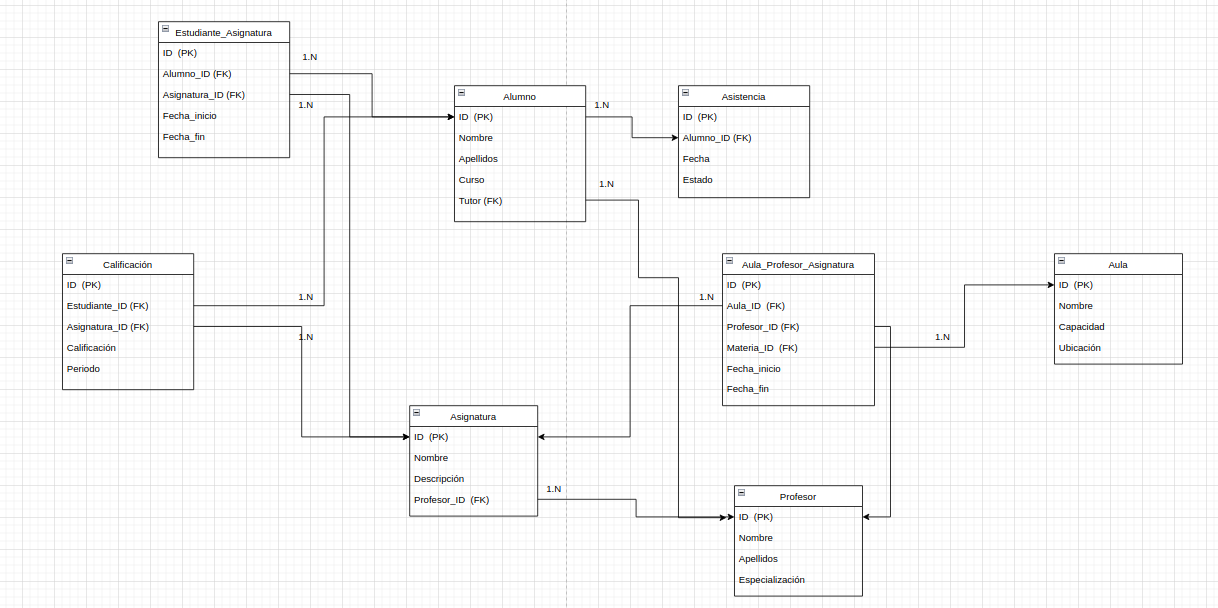 Estudiante_Asignatura
ID (PK)
Alumno_ID (FK)
Asignatura_ID (FK)
Fecha_inicio
Fecha_fin
1.N
1.N
Alumno
ID (PK)
Nombre
Apellidos
Curso
Tutor (FK)
1.N
1.N
Asistencia
ID (PK)
Alumno_ID (FK)
Fecha
Estado
Calificación
ID (PK)
Estudiante_ID (FK)
Asignatura_ID (FK)
Calificación
Periodo
1.N
1.N
Aula_Profesor_Asignatura
ID (PK)
Aula_ID (FK)
Profesor_ID (FK)
Materia_ID (FK)
Fecha_inicio
Fecha_fin
1.N
1.N
Aula
ID (PK)
Nombre
Capacidad
Ubicación
Asignatura
ID (PK)
Nombre
Descripción
Profesor_ID (FK)
1.N
Profesor
ID (PK)
Nombre
Apellidos
Especialización